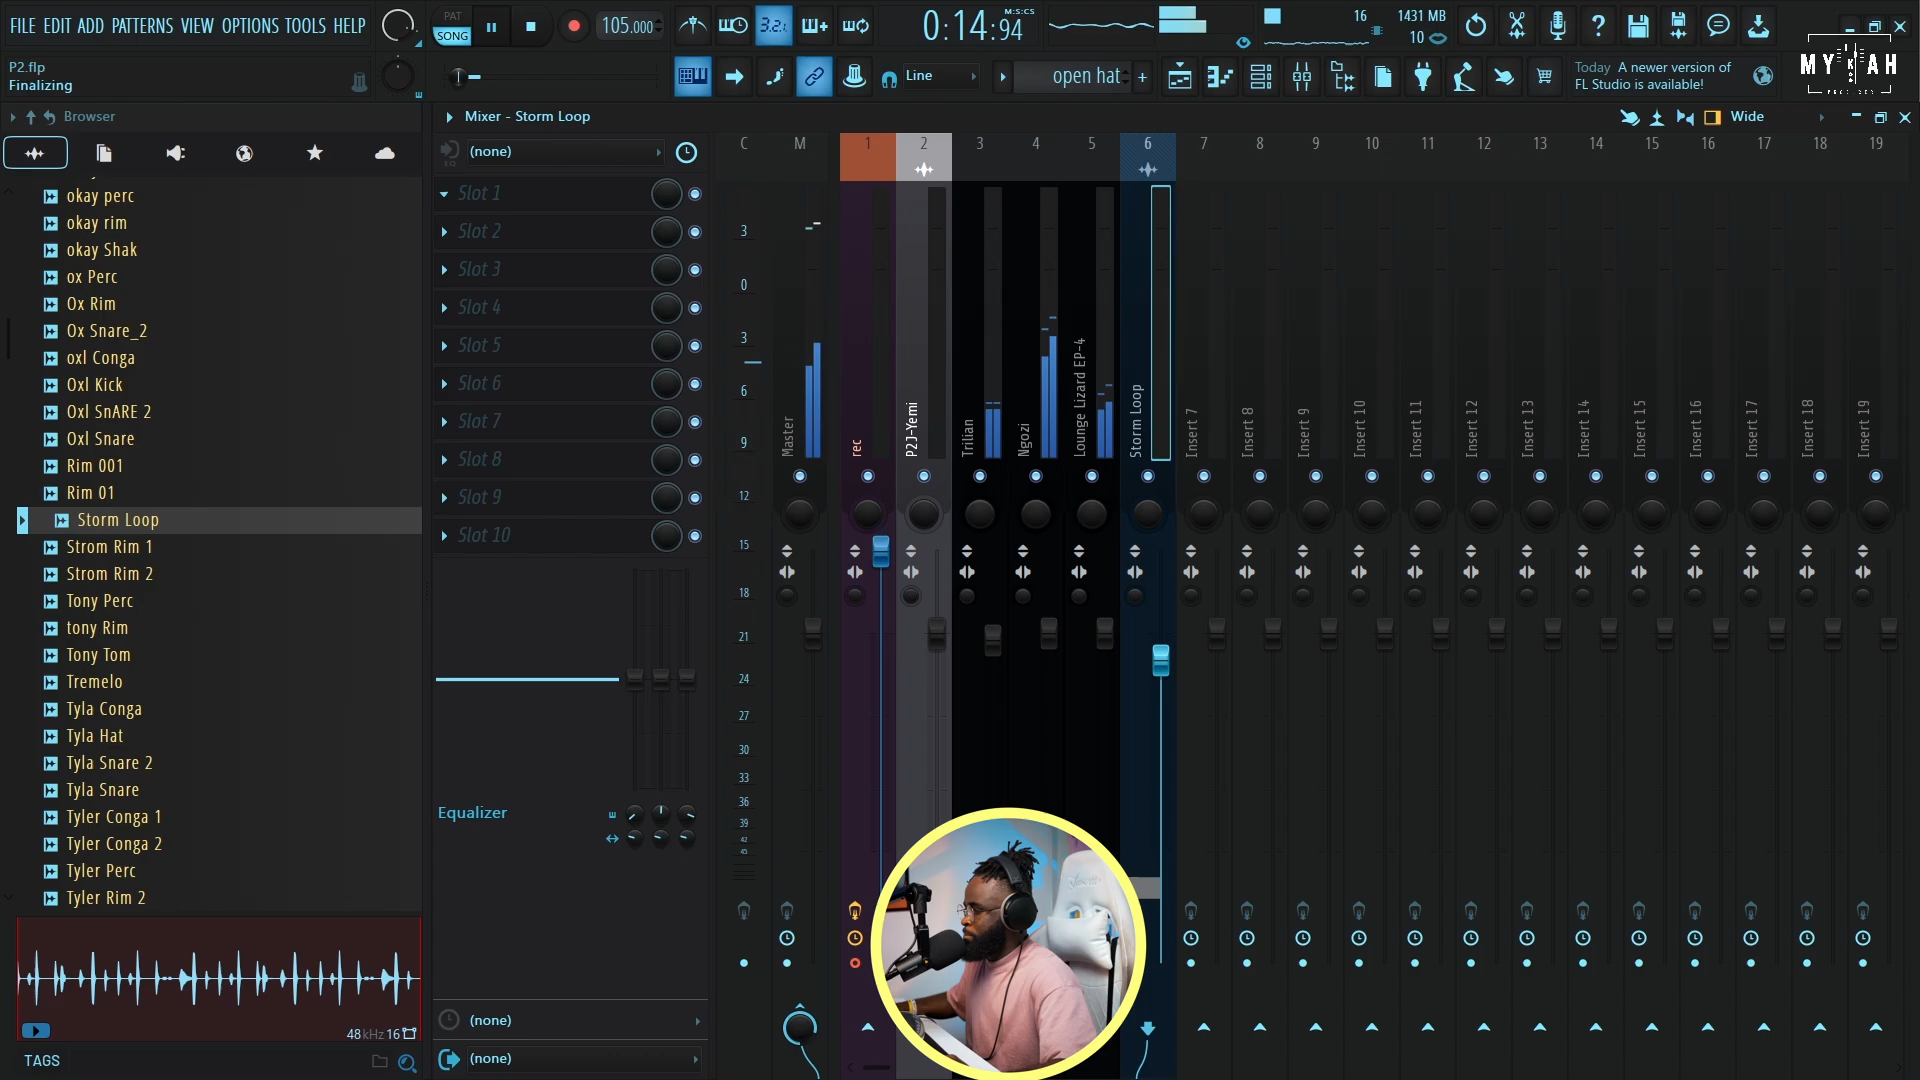 FILE EDIT ADD PATTERNS VIEW OPTIONS TOOLS HELP
PAT
SONG
105.000
3.2.1
0:14:94
M:S:CS
16
1431 MB
10
P2.flp
Finalizing
Line
open hat
Today A newer version of
FL Studio is available!
Browser
Mixer - Storm Loop
Wide
okay perc
okay rim
okay Shak
ox Perc
Ox Rim
Ox Snare_2
oxl Conga
Oxl Kick
Oxl SnARE 2
Oxl Snare
Rim 001
Rim 01
Storm Loop
Strom Rim 1
Strom Rim 2
Tony Perc
tony Rim
Tony Tom
Tremelo
Tyla Conga
Tyla Hat
Tyla Snare 2
Tyla Snare
Tyler Conga 1
Tyler Conga 2
Tyler Perc
Tyler Rim 2
48kHz 16
TAGS
(none)
Slot 1
Slot 2
Slot 3
Slot 4
Slot 5
Slot 6
Slot 7
Slot 8
Slot 9
Slot 10
Equalizer
(none)
(none)
C M 1 2 3 4 5 6 7 8 9 10 11 12 13 14 15 16 17 18 19
3
0
3
6
9
12
15
18
21
24
27
30
33
36
39
42
45
Master
rec
P2J-Yemi
Trilian
Ngozi
Lounge Lizard EP-4
Storm Loop
Insert 7
Insert 8
Insert 9
Insert 10
Insert 11
Insert 12
Insert 13
Insert 14
Insert 15
Insert 16
Insert 17
Insert 18
Insert 19